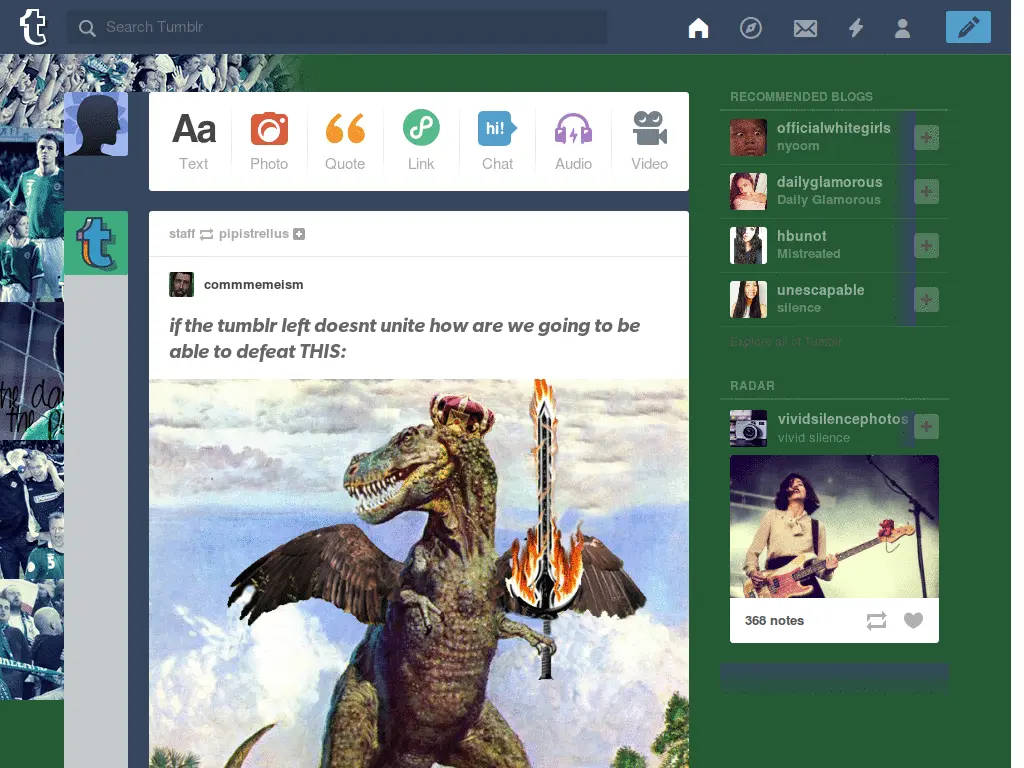 Search Tumblr
Aa
hi!
Text
Photo
Quote
Link
Chat
Audio
Video
staff pipistrellus
commmemeism
if the tumblr left doesnt unite how are we going to be
able to defeat THIS:
RECOMMENDED BLOGS
officialwhitegirls
nyoom
dailyglamorous
Daily Glamorous
hbunot
Mistreated
unescapable
silence
Explore all of Tumblr
RADAR
vividsilencephotos
vivid silence
368 notes